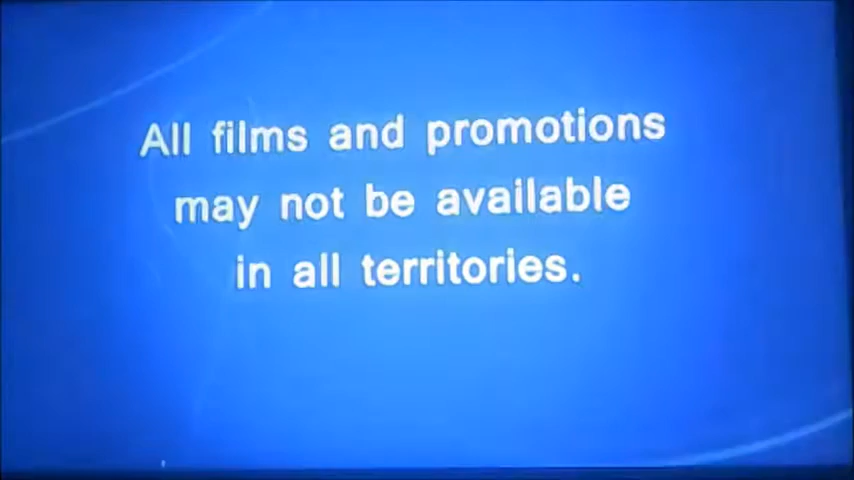 All films and promotions
may not be available
in all territories.